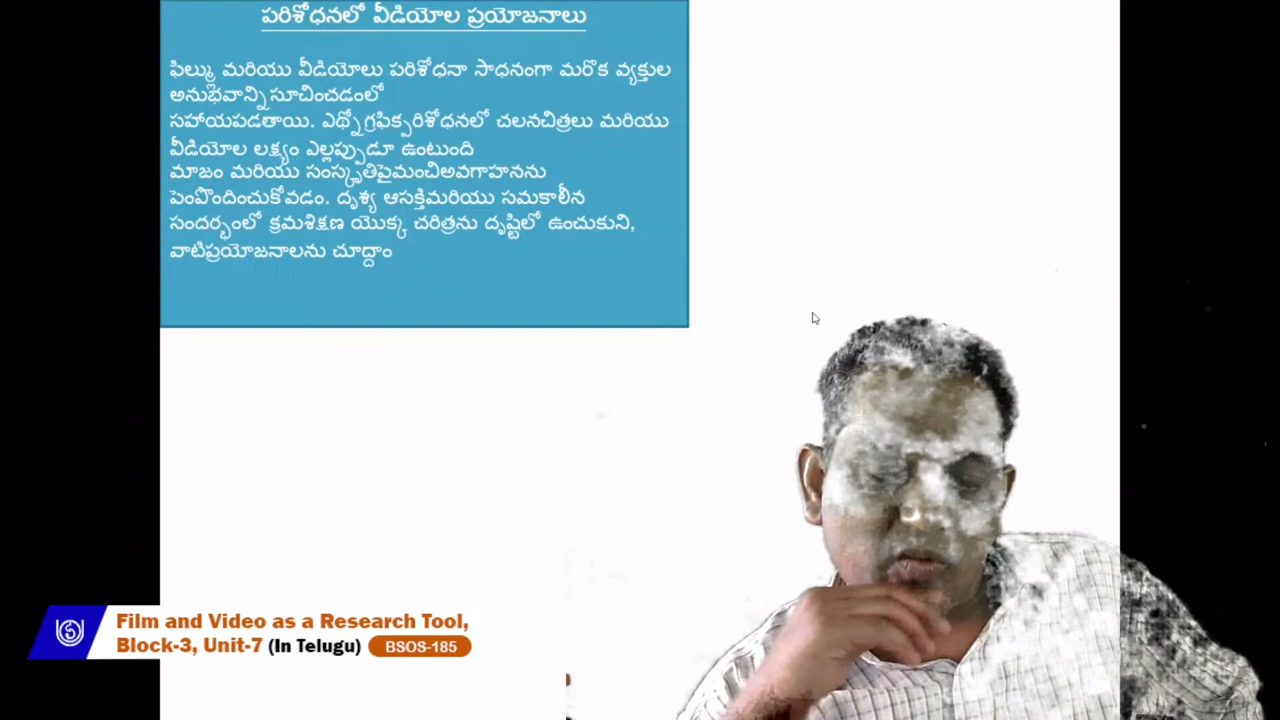 పరిశోధనలో వీడియోల ప్రయోజనాలు
ఫిల్ము మరియు వీడియోలు పరిశోధనా సాధనంగా మరొక వ్యక్తుల
అనుభవాన్నిసూచించడంలో
సహాయపడతాయి. ఎథ్నోగ్రఫిక్పరిశోధనలో చలనచిత్రలు మరియు
వీడియోల లక్ష్యం ఎల్లప్పుడూ ఉంటుంది
మాజం మరియు సంస్కృతిపైమంచిఅవగాహనను
పెంపొందించుకోవడం. దృశ్య ఆసక్తిమరియు సమకాలీన
సందర్భంలో క్రమశిక్షణ యొక్క చరిత్రను దృష్టిలో ఉంచుకుని,
వాటిప్రయోజనాలను చూద్దాం
Film and Video as a Research Tool,
Block-3, Unit-7 (In Telugu) BSOS-185